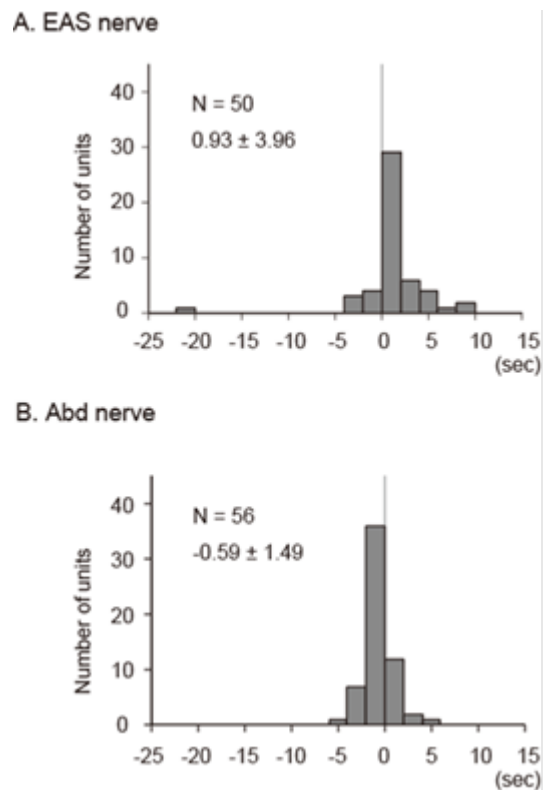 A. EAS nerve
N = 50
0.93 ± 3.96
Number of units
40
30
20
10
0
-25 -20 -15 -10 -5 0 5 10 15
(sec)
B. Abd nerve
N = 56
-0.59 ± 1.49
Number of units
40
30
20
10
0
-25 -20 -15 -10 -5 0 5 10 15
(sec)